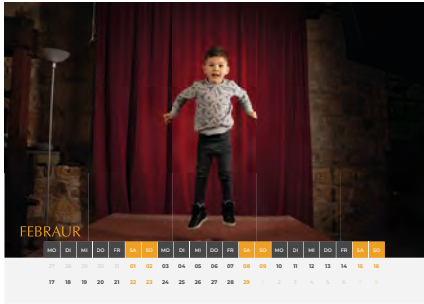 FEBRAUR
MO DI MI DO FR SA SO MO DI MI DO FR SA SO MO DI MI DO FR SA SO
27 28 29 30 31 01 02 03 04 05 06 07 08 09 10 11 12 13 14 15 16
17 18 19 20 21 22 23 24 25 26 27 28 29 1 2 3 4 5 6